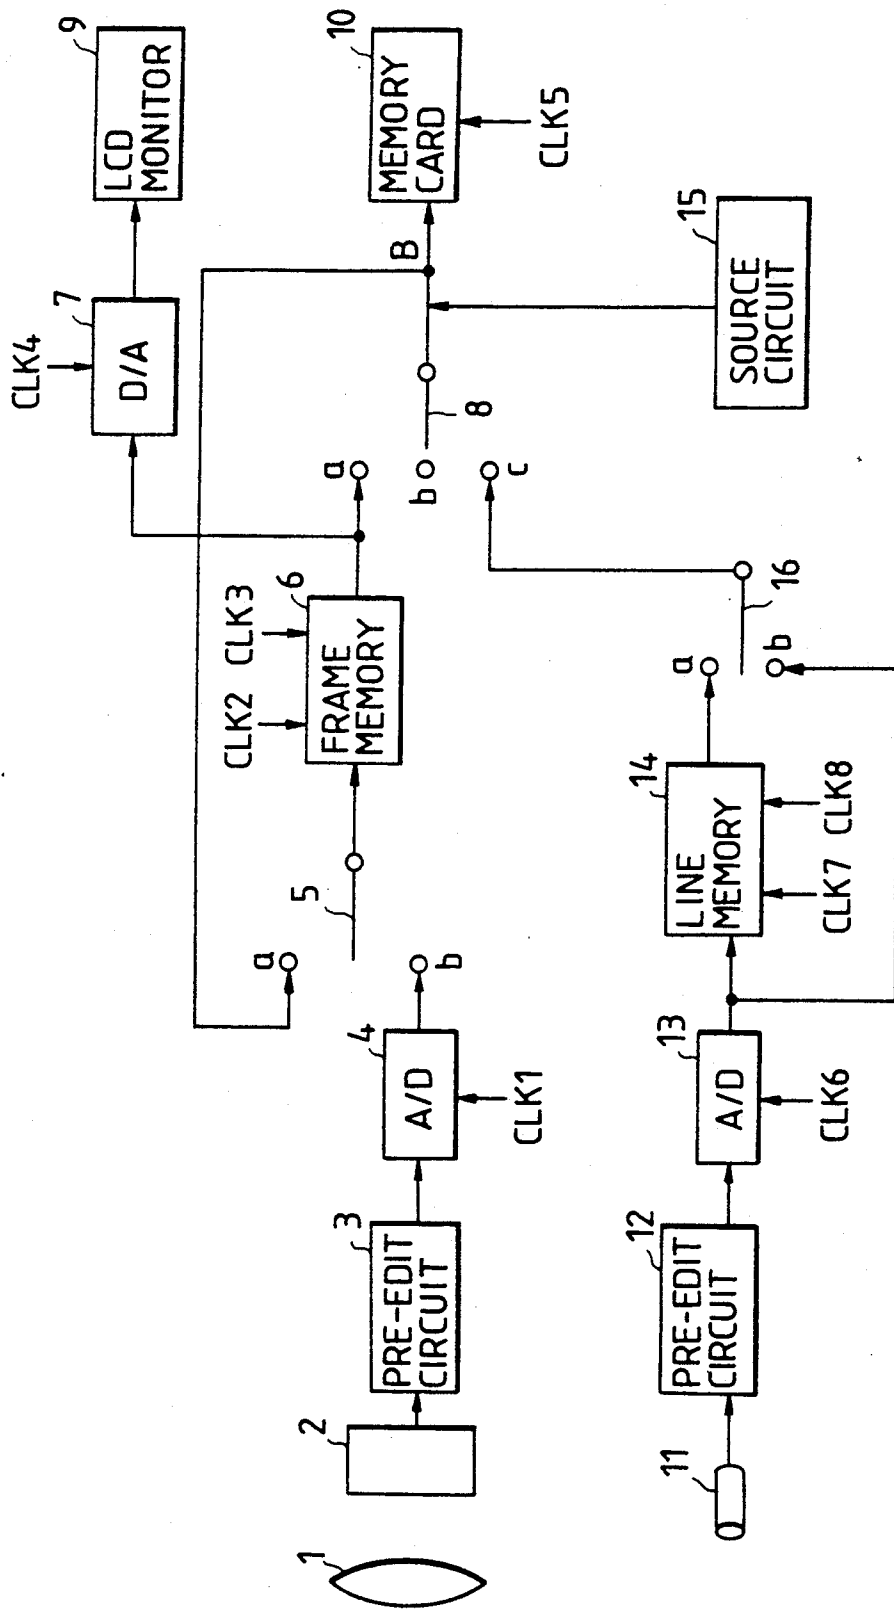 1
2
3
PRE-EDIT
CIRCUIT
4
A/D
CLK1
a
b
5
CLK2
CLK3
6
FRAME
MEMORY
CLK4
7
D/A
9
LCD
MONITOR
a
b
c
8
B
10
MEMORY
CARD
CLK5
15
SOURCE
CIRCUIT
11
12
PRE-EDIT
CIRCUIT
13
A/D
CLK6
14
LINE
MEMORY
CLK7
CLK8
a
b
16